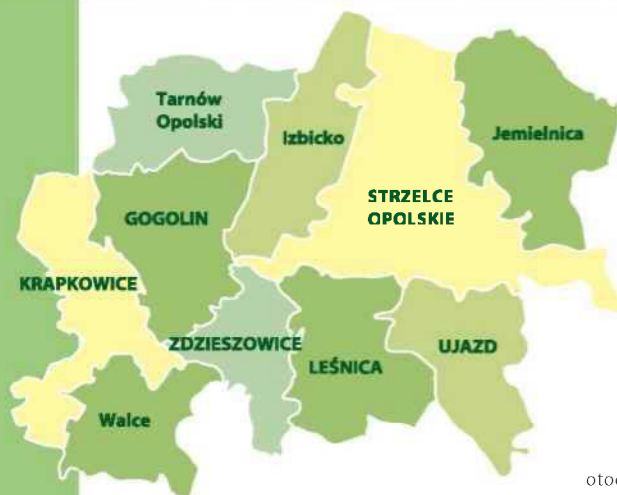 Tarnów
Opolski
Izbicko
Jemielnica
STRZELCE
OPOLSKIE
GOGOLIN
KRAPKOWICE
ZDZIESZOWICE
LEŚNICA
UJAZD
Walce